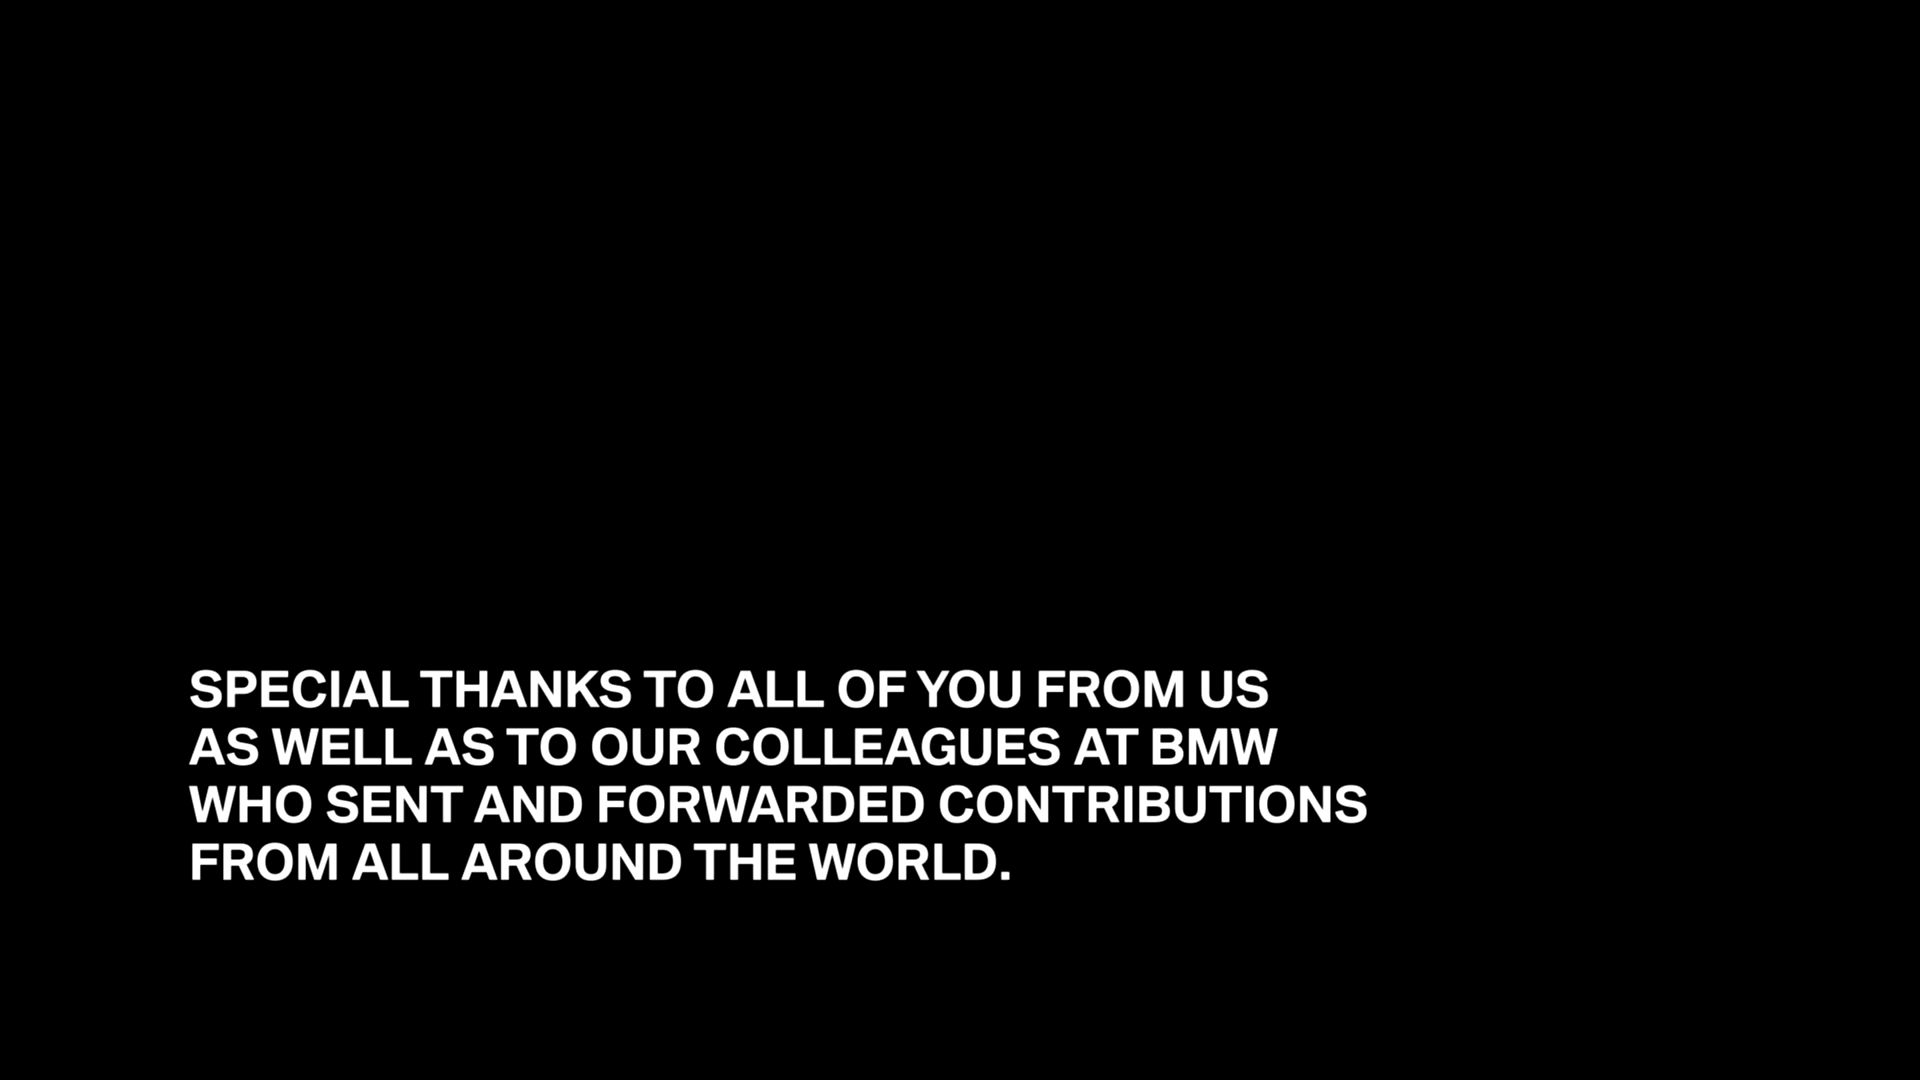 SPECIAL THANKS TO ALL OF YOU FROM US
AS WELL AS TO OUR COLLEAGUES AT BMW
WHO SENT AND FORWARDED CONTRIBUTIONS
FROM ALL AROUND THE WORLD.